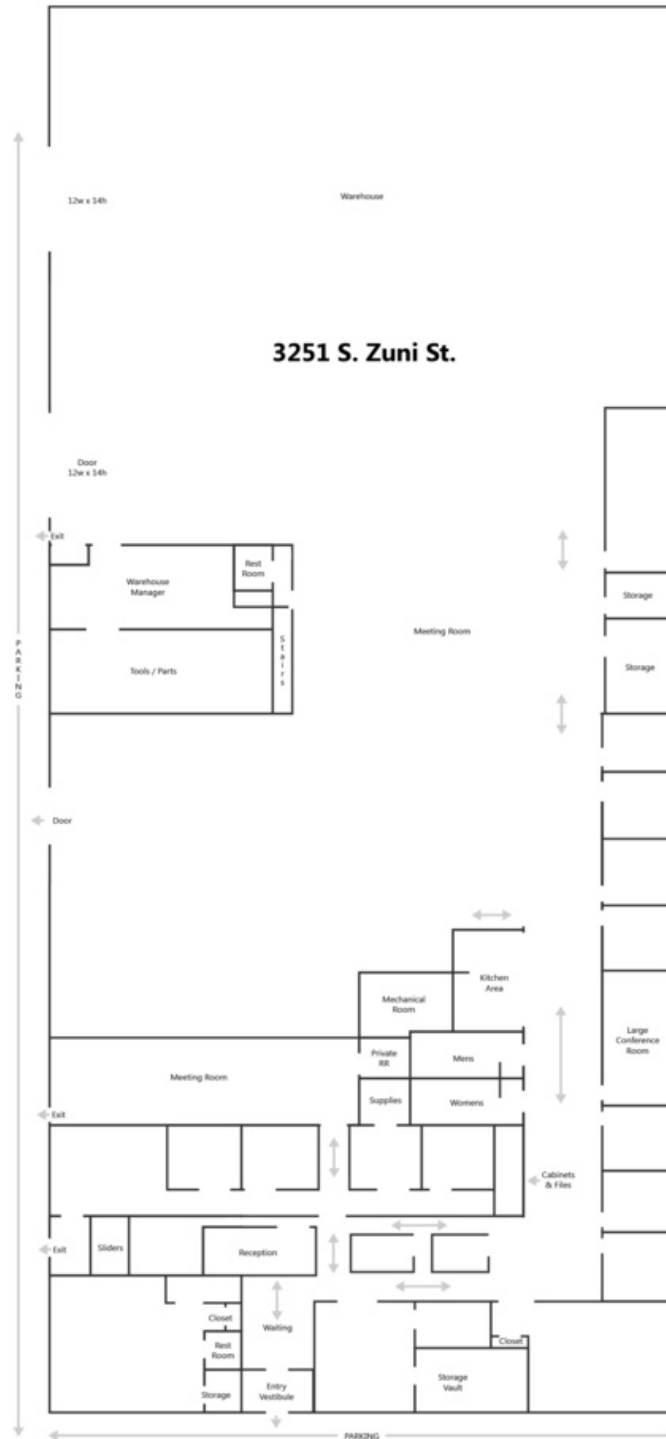 12w x 14h
Warehouse
3251 S. Zuni St.
Door
12w x 14h
Exit
Rest
Room
Warehouse
Manager
Storage
Meeting Room
Stairs
Tools / Parts
Storage
PARKING
Door
Kitchen
Area
Mechanical
Room
Large
Conference
Room
Private
RR
Mens
Meeting Room
Supplies
Womens
Exit
Cabinets
& Files
Exit
Sliders
Reception
Closet
Waiting
Rest
Room
Closet
Storage
Entry
Vestibule
Storage
Vault
PARKING